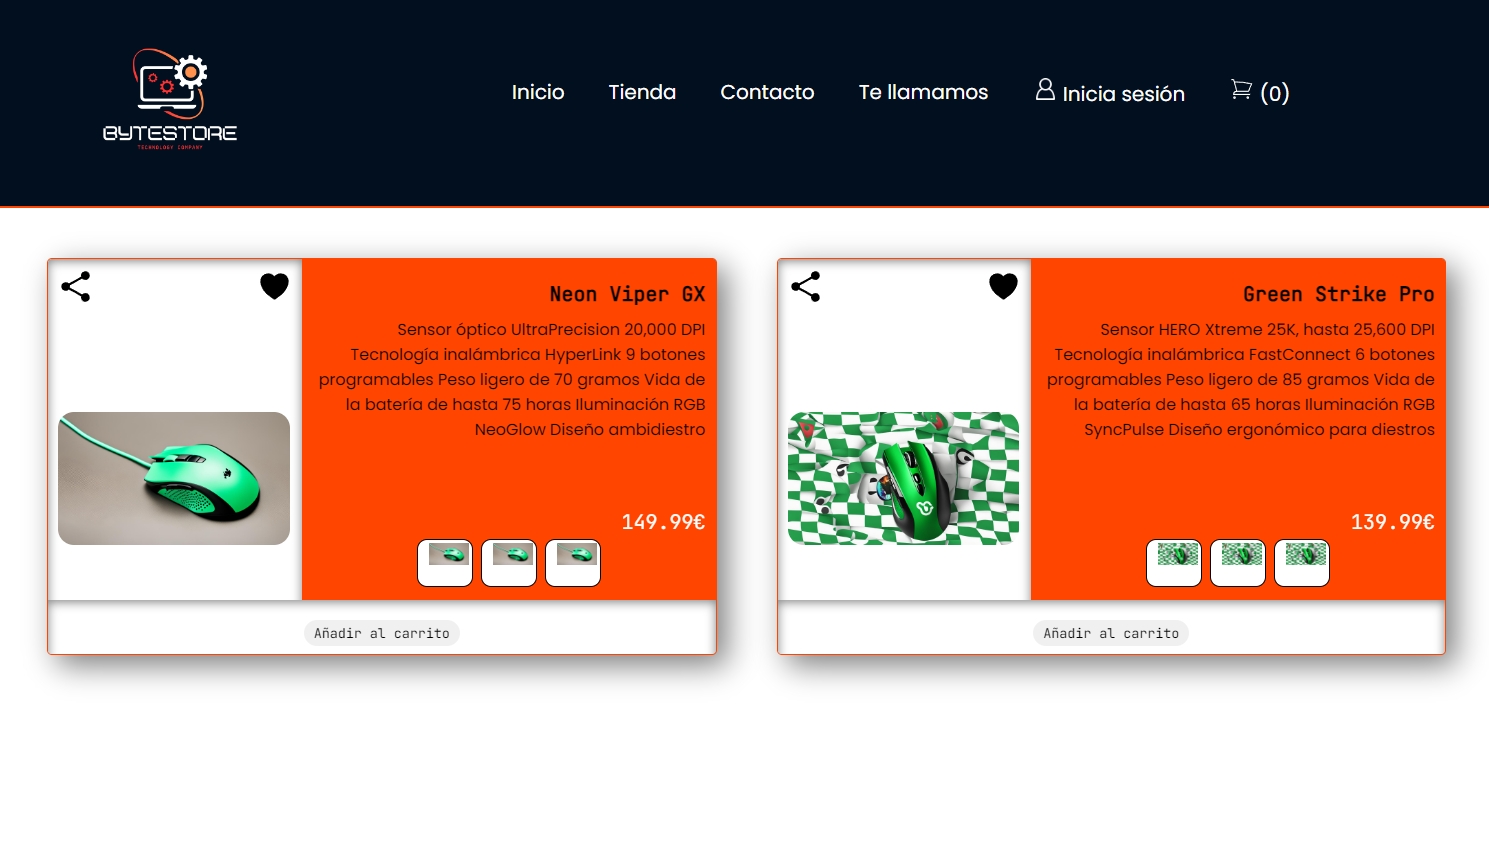 Inicio Tienda Contacto Te llamamos Inicia sesión (0)
BYTESTORE
TECHNOLOGY COMPANY
Neon Viper GX
Sensor óptico UltraPrecision 20,000 DPI
Tecnología inalámbrica HyperLink 9 botones
programables Peso ligero de 70 gramos Vida de
la batería de hasta 75 horas Iluminación RGB
NeoGlow Diseño ambidiestro
149.99€
Añadir al carrito
Green Strike Pro
Sensor HERO Xtreme 25K, hasta 25,600 DPI
Tecnología inalámbrica FastConnect 6 botones
programables Peso ligero de 85 gramos Vida de
la batería de hasta 65 horas Iluminación RGB
SyncPulse Diseño ergonómico para diestros
139.99€
Añadir al carrito